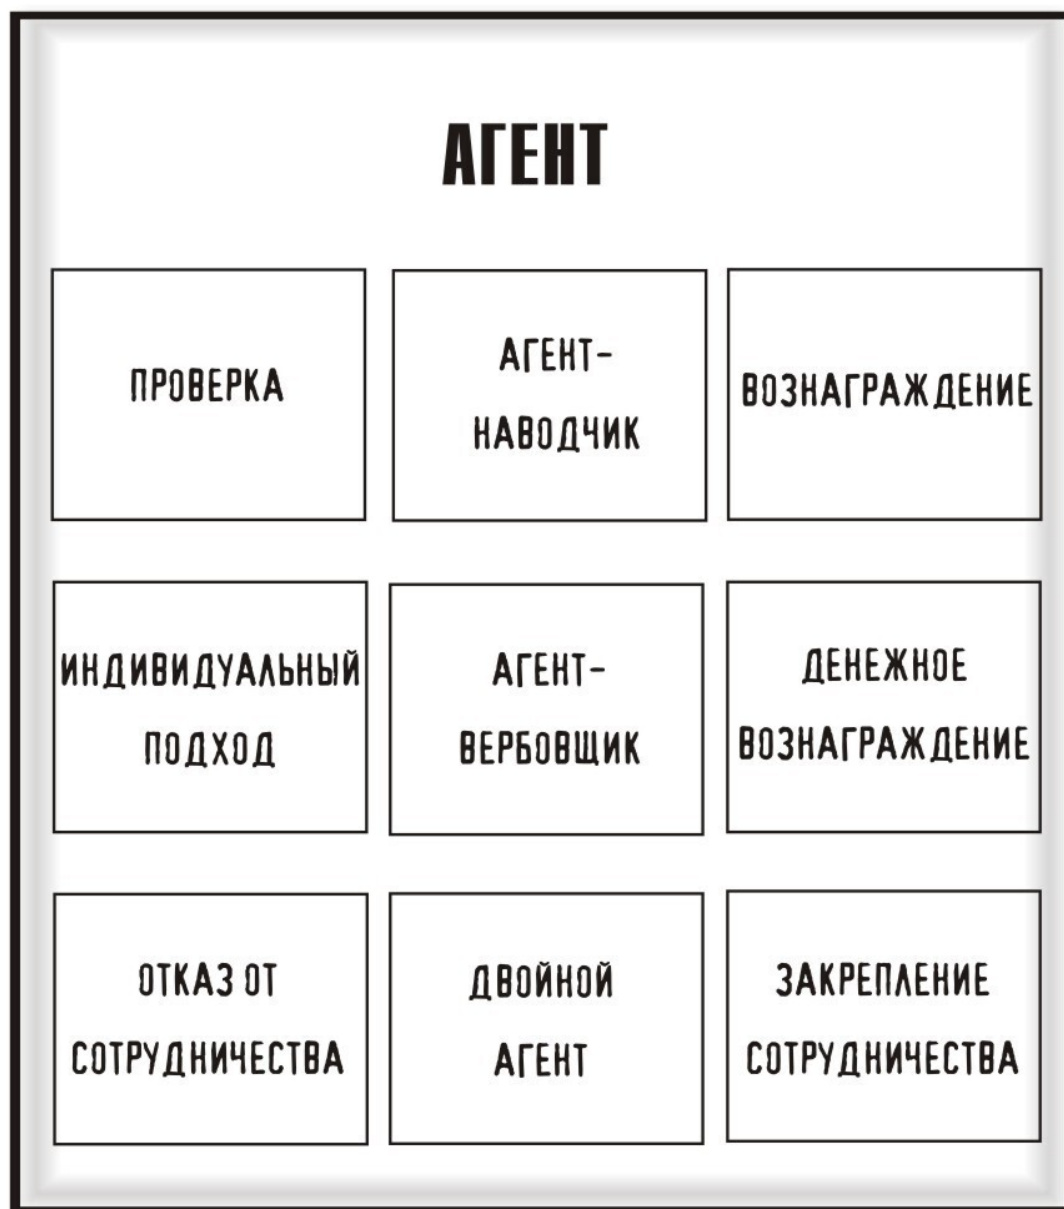 АГЕНТ
ПРОВЕРКА
АГЕНТ-
НАВОДЧИК
ВОЗНАГРАЖДЕНИЕ
ИНДИВИДУАЛЬНЫЙ
ПОДХОД
АГЕНТ-
ВЕРБОВЩИК
ДЕНЕЖНОЕ
ВОЗНАГРАЖДЕНИЕ
ОТКАЗ ОТ
СОТРУДНИЧЕСТВА
ДВОЙНОЙ
АГЕНТ
ЗАКРЕПЛЕНИЕ
СОТРУДНИЧЕСТВА